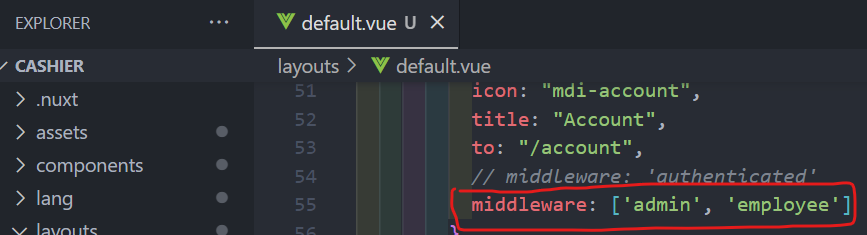 EXPLORER
···
default.vue U ×
CASHIER
layouts > default.vue
> .nuxt
> assets
> components
> lang
layouts
51 icon: "mdi-account",
52 title: "Account",
53 to: "/account",
54 // middleware: 'authenticated'
55 middleware: ['admin', 'employee']
56 }